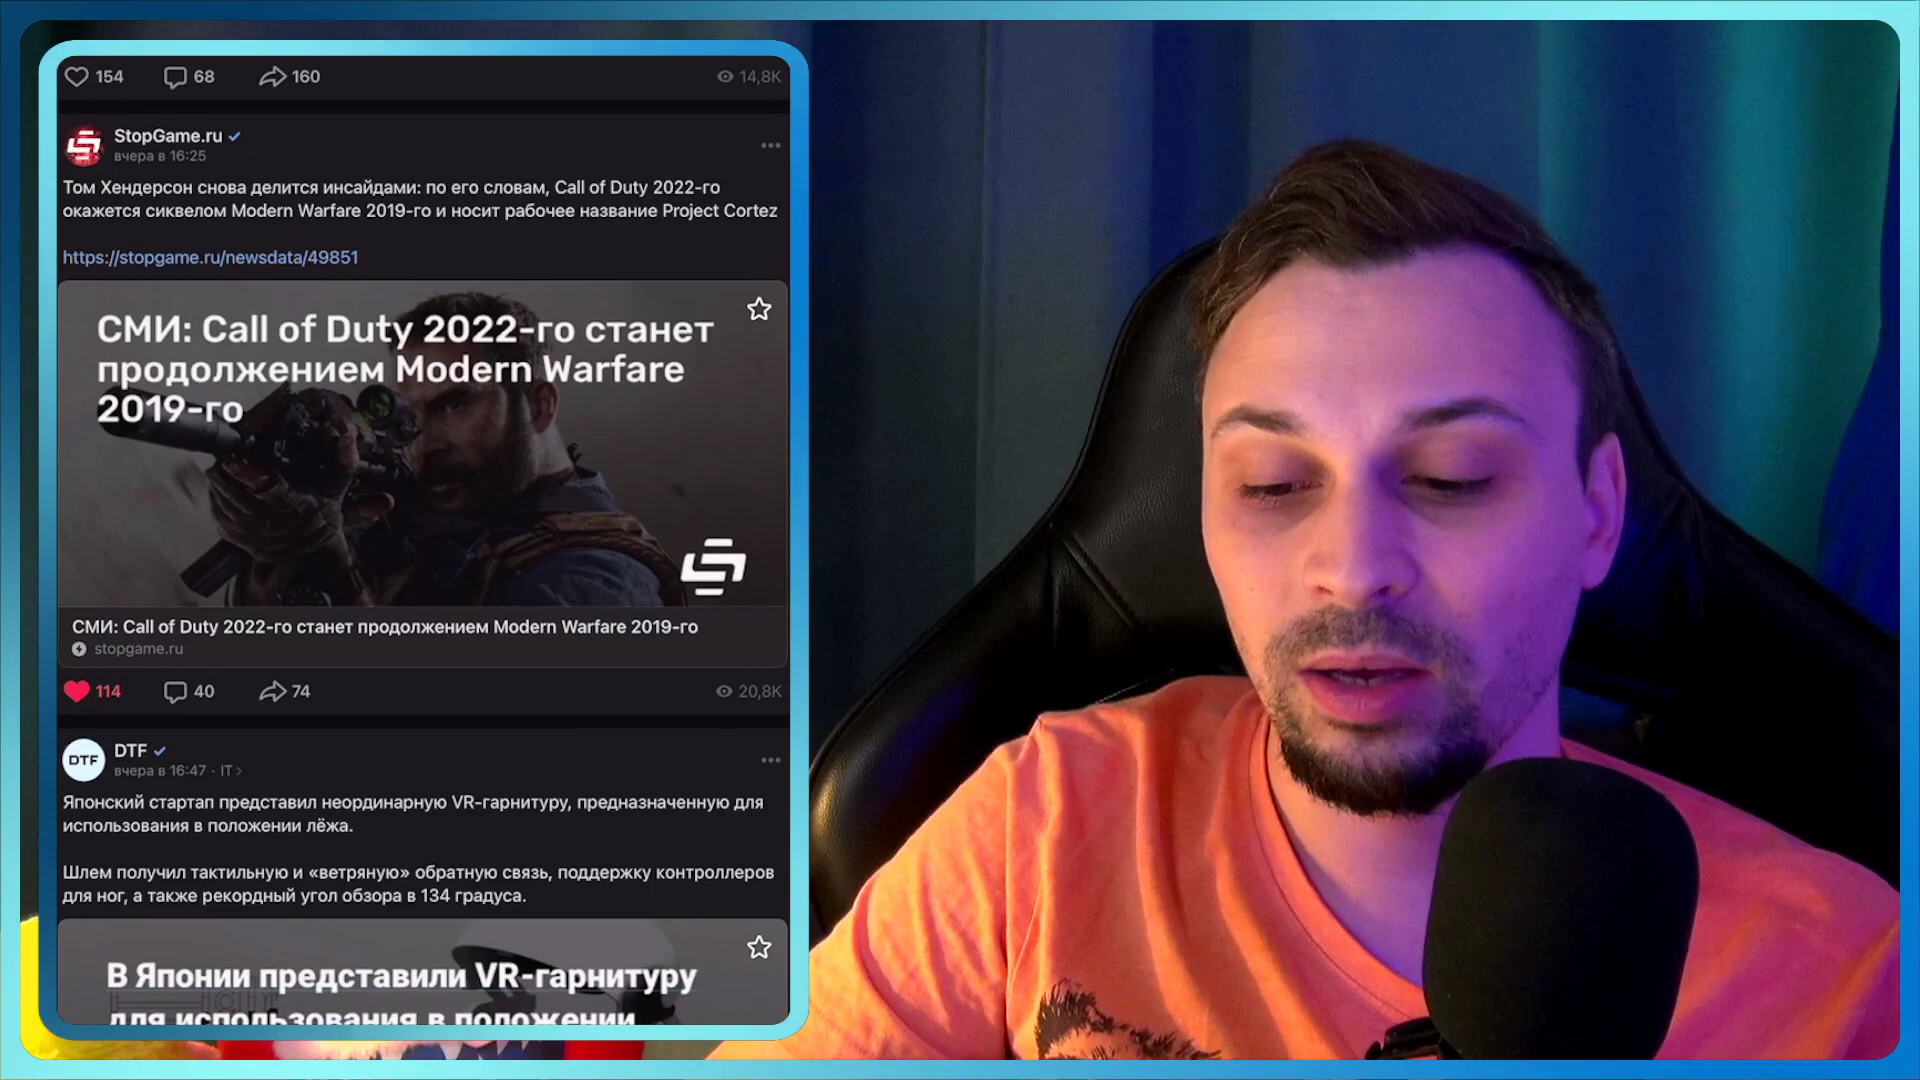 154 68 160 14,8K
StopGame.ru
вчера в 16:25
Том Хендерсон снова делится инсайдами: по его словам, Call of Duty 2022-го
окажется сиквелом Modern Warfare 2019-го и носит рабочее название Project Cortez
https://stopgame.ru/newsdata/49851
СМИ: Call of Duty 2022-го станет
продолжением Modern Warfare
2019-го
СМИ: Call of Duty 2022-го станет продолжением Modern Warfare 2019-го
stopgame.ru
114 40 74 20,8K
DTF
DTF
вчера в 16:47 · IT >
Японский стартап представил неординарную VR-гарнитуру, предназначенную для
использования в положении лёжа.
Шлем получил тактильную и «ветряную» обратную связь, поддержку контроллеров
для ног, а также рекордный угол обзора в 134 градуса.
В Японии представили VR-гарнитуру
для использования в положении